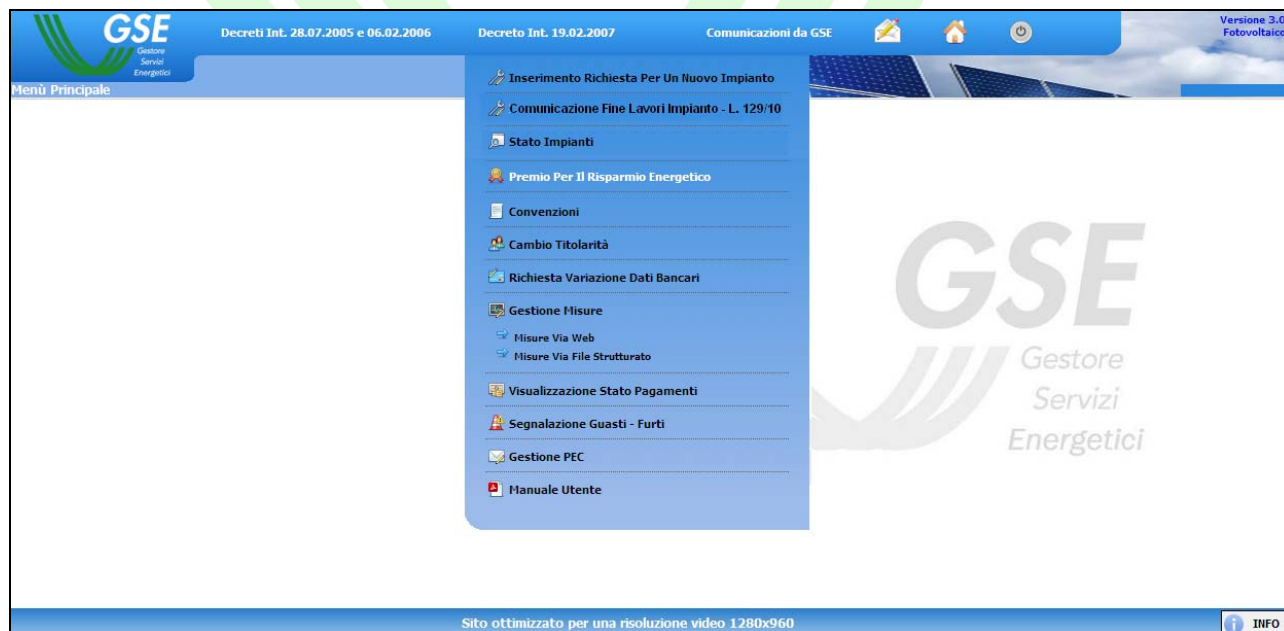 GSE
Gestore
Servizi
Energetici
Decreti Int. 28.07.2005 e 06.02.2006
Decreto Int. 19.02.2007
Comunicazioni da GSE
Versione 3.0
Fotovoltaico
Menù Principale
Inserimento Richiesta Per Un Nuovo Impianto
Comunicazione Fine Lavori Impianto - L. 129/10
Stato Impianti
Premio Per Il Risparmio Energetico
Convenzioni
Cambio Titolarità
Richiesta Variazione Dati Bancari
Gestione Misure
Misure Via Web
Misure Via File Strutturato
Visualizzazione Stato Pagamenti
Segnalazione Guasti - Furti
Gestione PEC
Manuale Utente
GSE
Gestore
Servizi
Energetici
Sito ottimizzato per una risoluzione video 1280x960
INFO